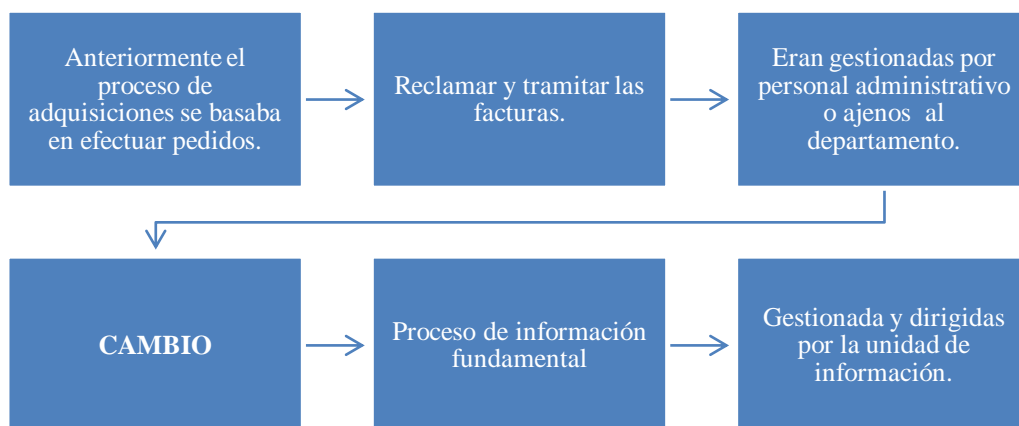 Anteriormente el
proceso de
adquisiciones se basaba
en efectuar pedidos.
Reclamar y tramitar las
facturas.
Eran gestionadas por
personal administrativo
o ajenos al
departamento.
CAMBIO
Proceso de información
fundamental
Gestionada y dirigidas
por la unidad de
información.